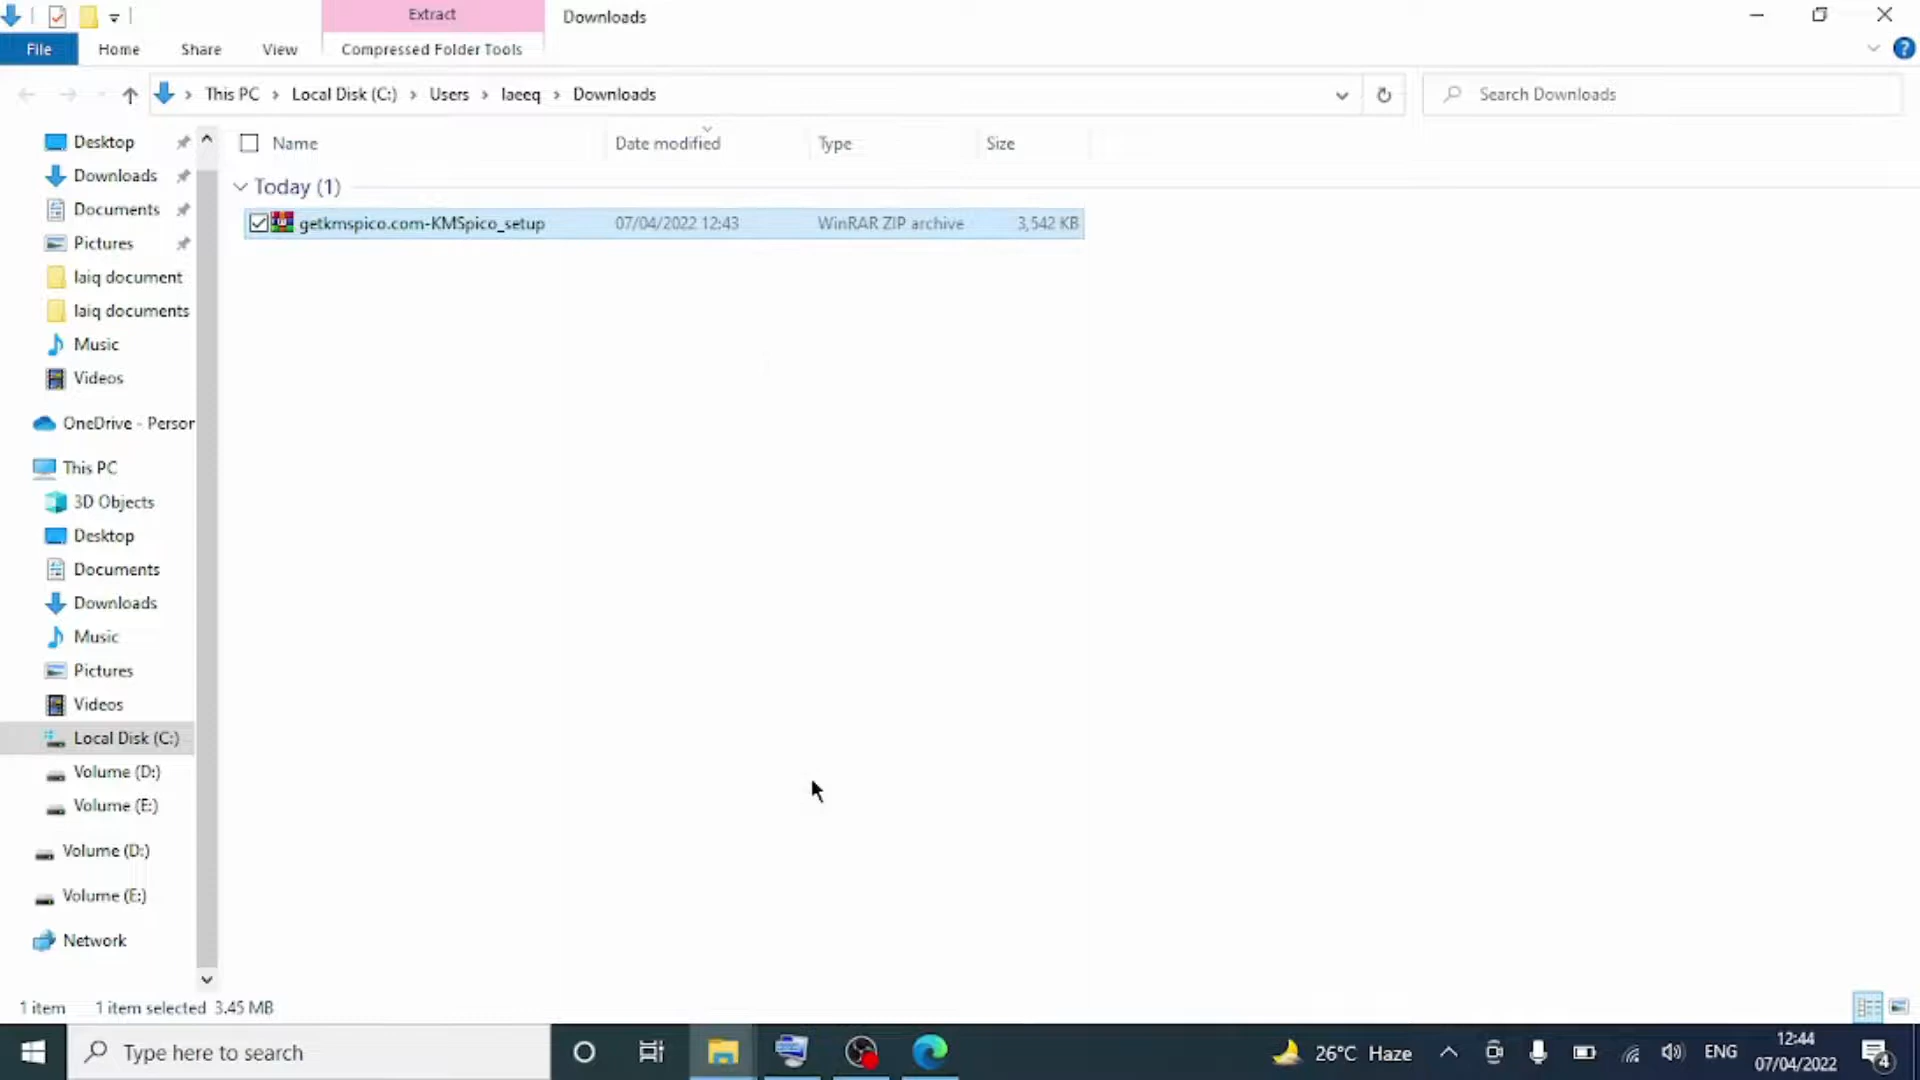 Extract
Downloads
File
Home
Share
View
Compressed Folder Tools
This PC
Local Disk (C:)
Users
laeeq
Downloads
Search Downloads
Name
Date modified
Type
Size
Today (1)
getkmspico.com-KMSpico_setup
07/04/2022 12:43
WinRAR ZIP archive
3,542 KB
Desktop
Downloads
Documents
Pictures
laiq document
laiq documents
Music
Videos
OneDrive - Person
This PC
3D Objects
Desktop
Documents
Downloads
Music
Pictures
Videos
Local Disk (C:)
Volume (D:)
Volume (E:)
Volume (D:)
Volume (E:)
Network
1 item
1 item selected 3.45 MB
Type here to search
26°C Haze
ENG
12:44
07/04/2022
4